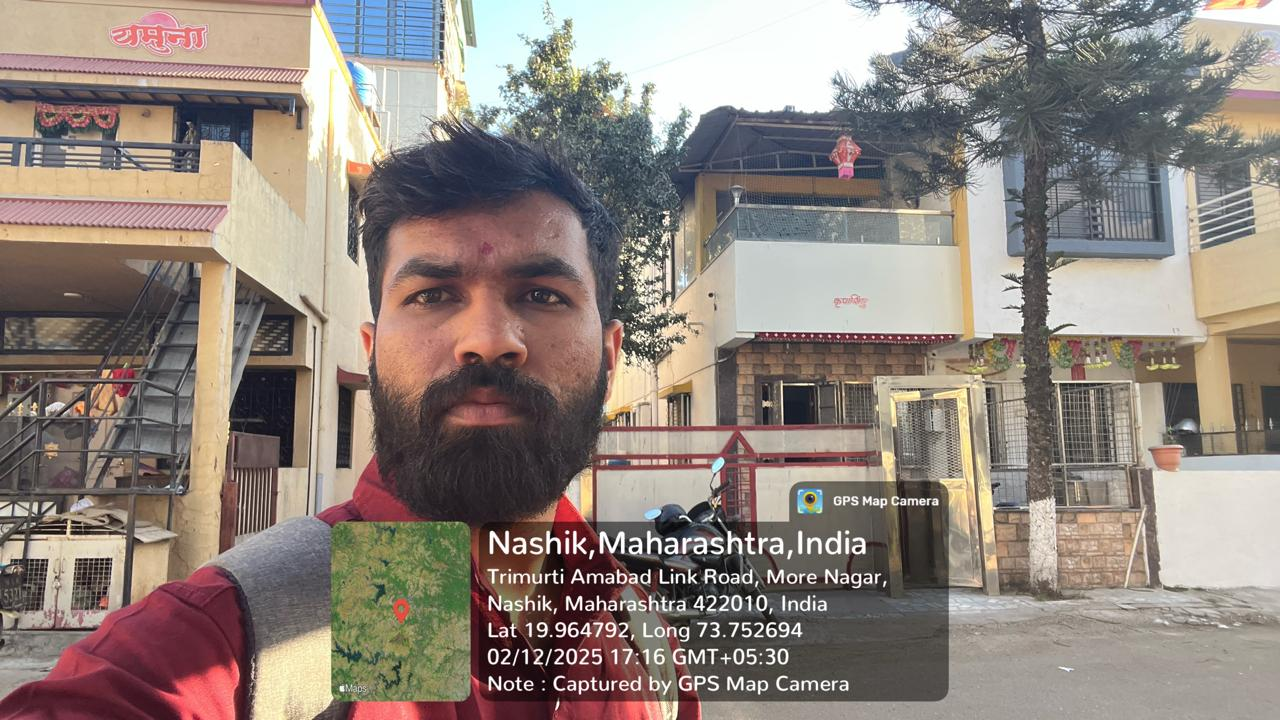 यमुना
कृपासिंधु
GPS Map Camera
Nashik,Maharashtra,India
Trimurti Amabad Link Road, More Nagar,
Nashik, Maharashtra 422010, India
Lat 19.964792, Long 73.752694
02/12/2025 17:16 GMT+05:30
Note : Captured by GPS Map Camera
Maps